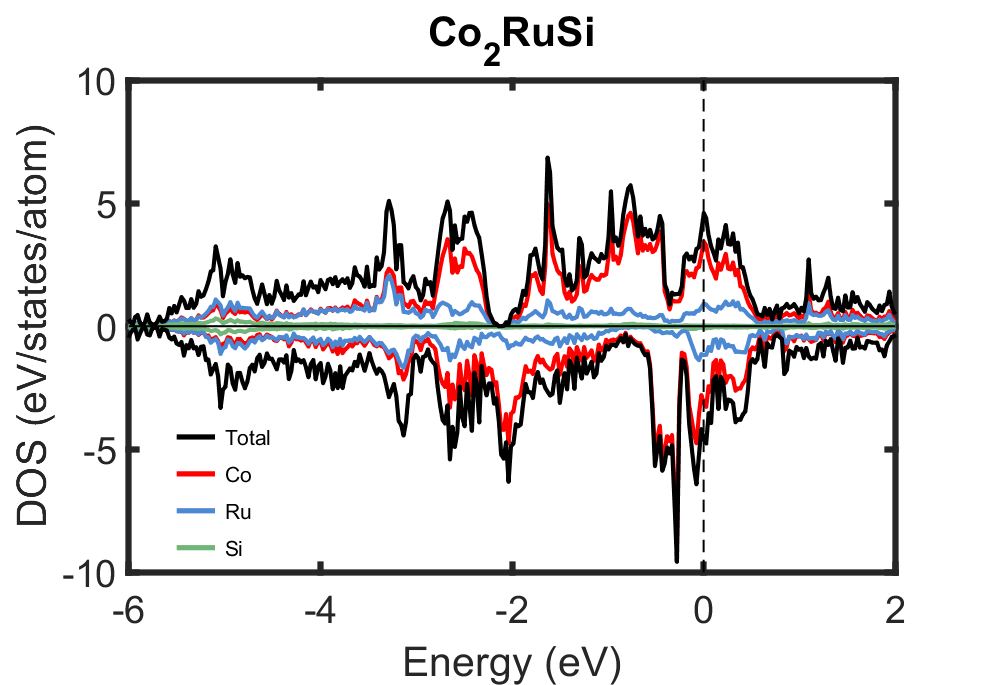 Co2RuSi
10
5
0
-5
-10
DOS (eV/states/atom)
Total
Co
Ru
Si
-6 -4 -2 0 2
Energy (eV)